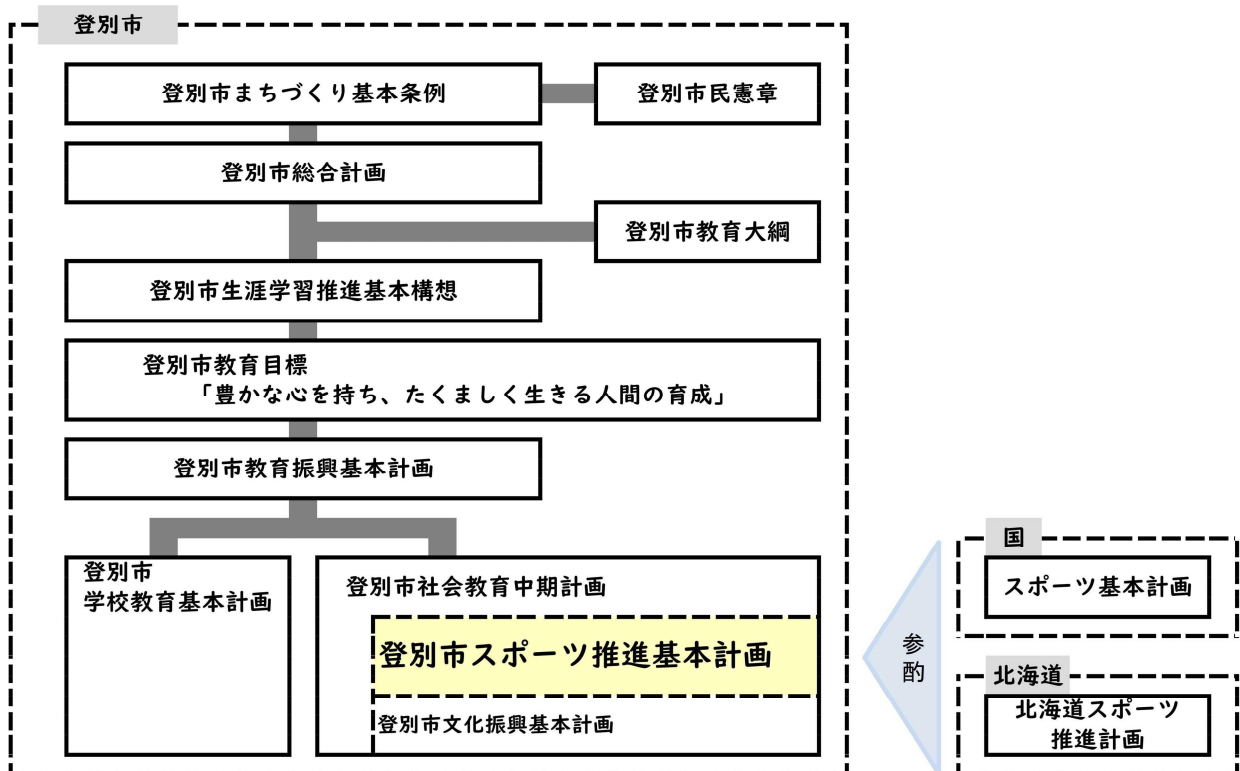 登別市
登別市まちづくり基本条例
登別市民憲章
登別市総合計画
登別市教育大綱
登別市生涯学習推進基本構想
登別市教育目標
「豊かな心を持ち、たくましく生きる人間の育成」
登別市教育振興基本計画
登別市
学校教育基本計画
登別市社会教育中期計画
登別市スポーツ推進基本計画
登別市文化振興基本計画
参酌
国
スポーツ基本計画
北海道
北海道スポーツ
推進計画